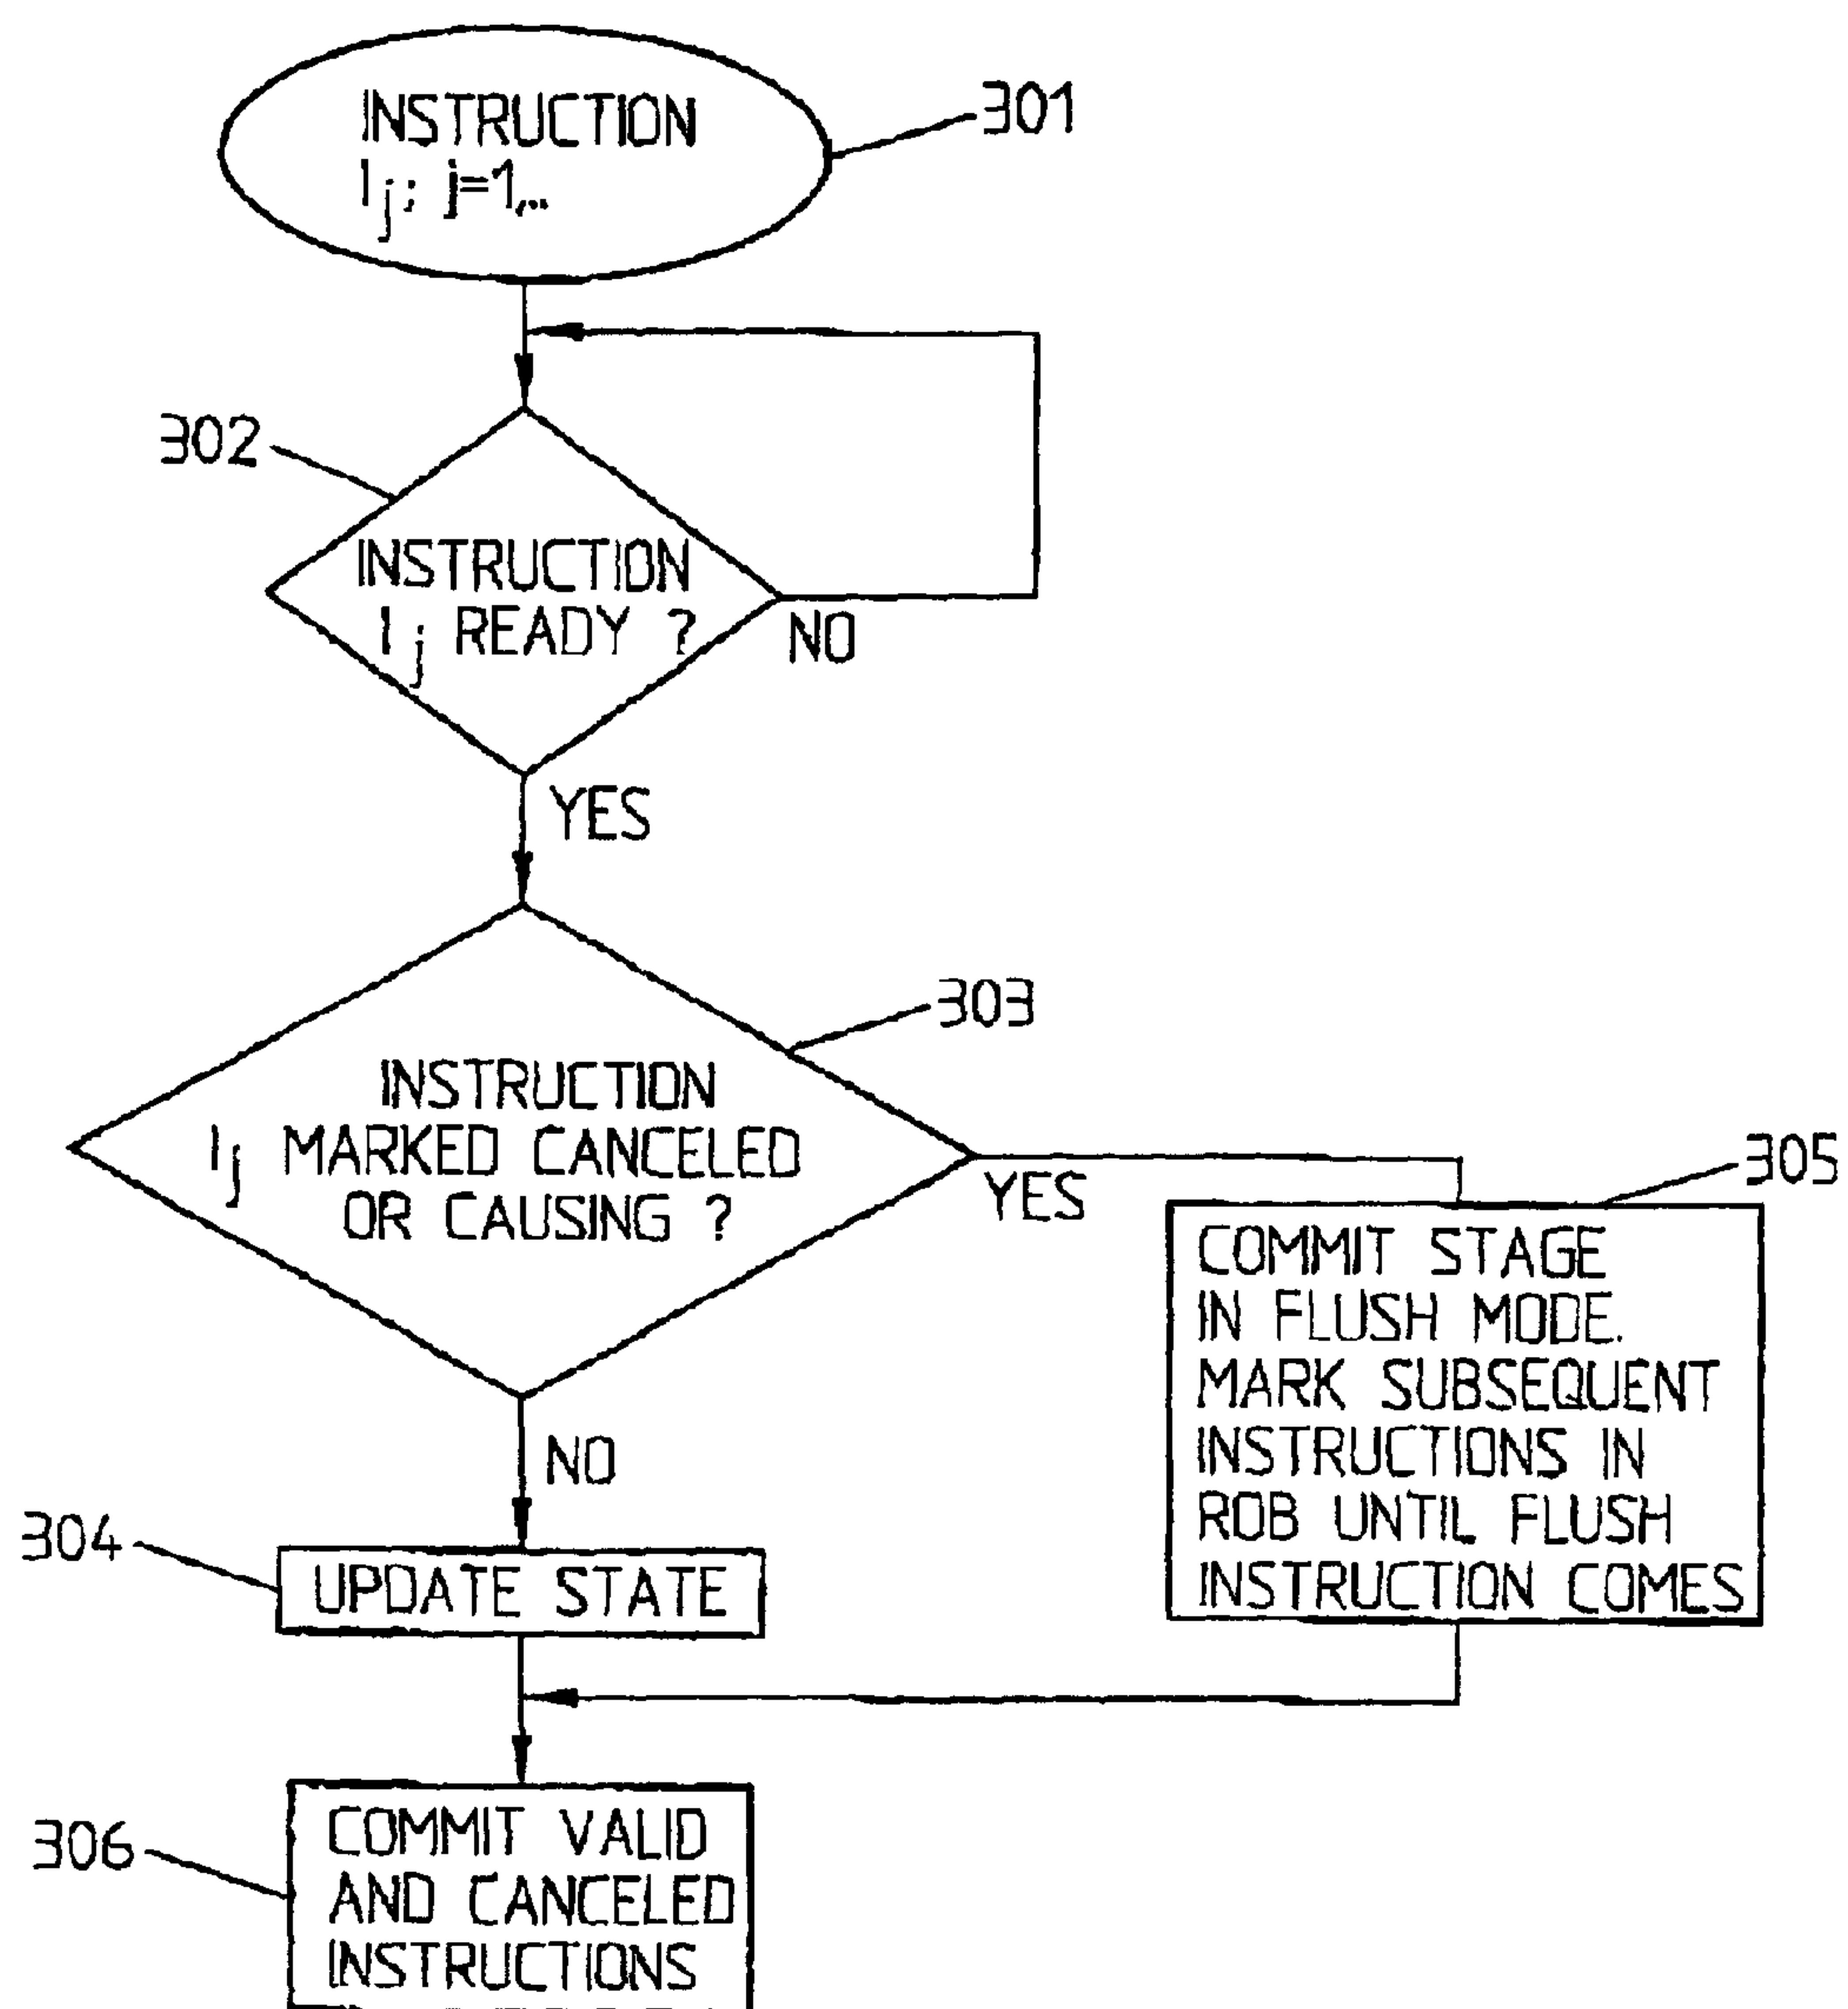 INSTRUCTION
Ij; j=1,..
301
302
INSTRUCTION
Ij READY ?
NO
YES
303
INSTRUCTION
Ij MARKED CANCELED
OR CAUSING ?
YES
305
COMMIT STAGE
IN FLUSH MODE.
MARK SUBSEQUENT
INSTRUCTIONS IN
ROB UNTIL FLUSH
INSTRUCTION COMES
NO
304
UPDATE STATE
306
COMMIT VALID
AND CANCELED
INSTRUCTIONS